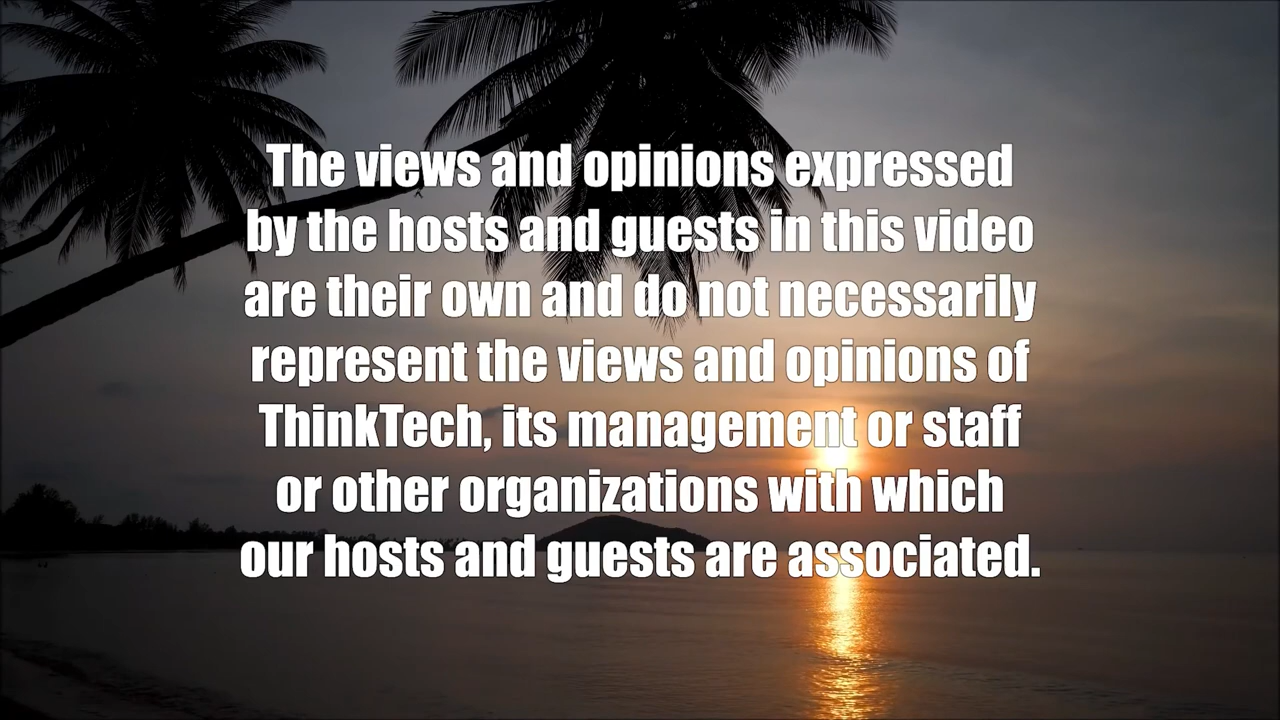 The views and opinions expressed
by the hosts and guests in this video
are their own and do not necessarily
represent the views and opinions of
ThinkTech, its management or staff
or other organizations with which
our hosts and guests are associated.